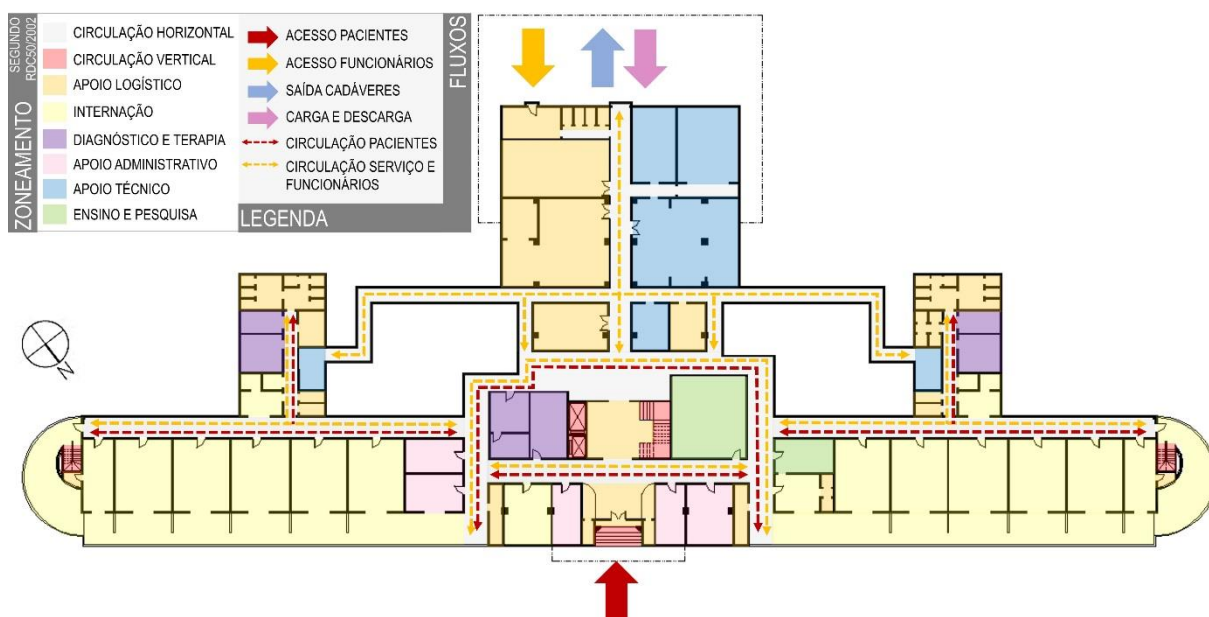 ZONEAMENTO
SEGUNDO
RDC50/2002
CIRCULAÇÃO HORIZONTAL
CIRCULAÇÃO VERTICAL
APOIO LOGÍSTICO
INTERNAÇÃO
DIAGNÓSTICO E TERAPIA
APOIO ADMINISTRATIVO
APOIO TÉCNICO
ENSINO E PESQUISA
FLUXOS
ACESSO PACIENTES
ACESSO FUNCIONÁRIOS
SAÍDA CADÁVERES
CARGA E DESCARGA
CIRCULAÇÃO PACIENTES
CIRCULAÇÃO SERVIÇO E
FUNCIONÁRIOS
LEGENDA
N